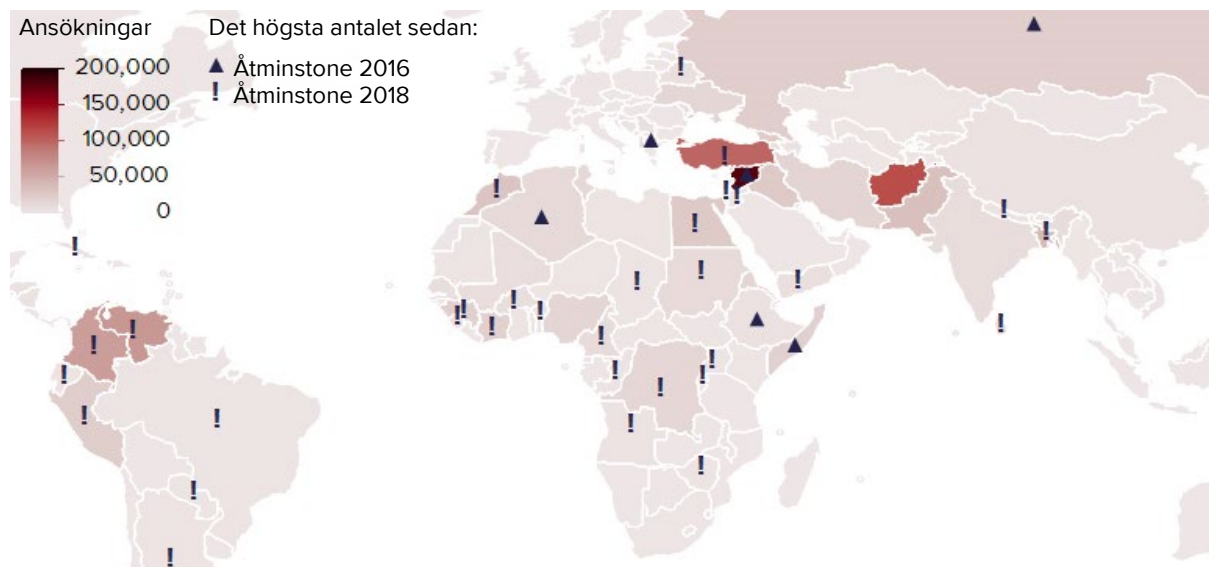 Ansökningar
200,000
150,000
100,000
50,000
0
Det högsta antalet sedan:
▲ Åtminstone 2016
! Åtminstone 2018